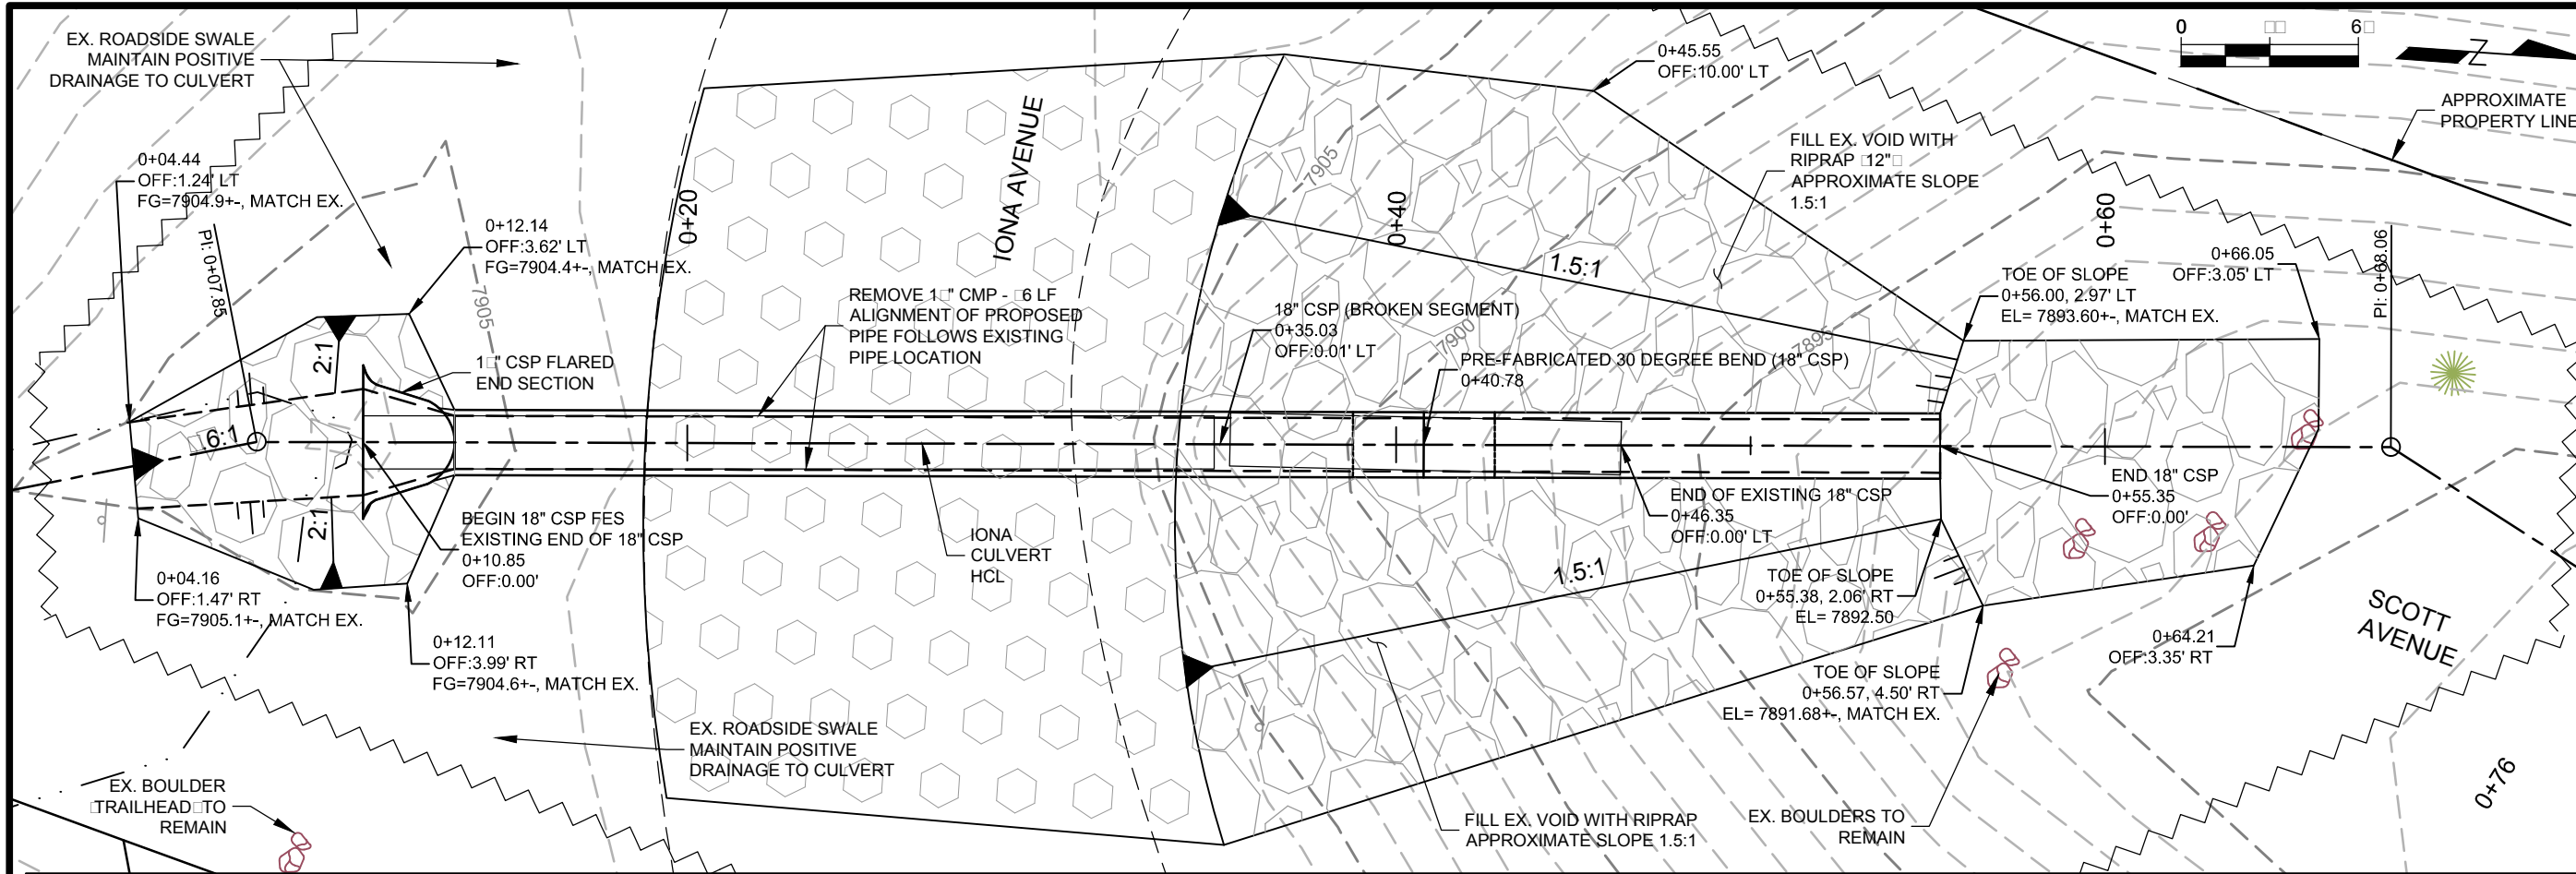 EX. ROADSIDE SWALE
MAINTAIN POSITIVE
DRAINAGE TO CULVERT
0+04.44
OFF:1.24' LT
FG=7904.9+-, MATCH EX.
PI: 0+07.85
0+12.14
OFF:3.62' LT
FG=7904.4+-, MATCH EX.
7905
2:1
CSP FLARED
END SECTION
.6:1
2:1
BEGIN 18" CSP FES
EXISTING END OF 18" CSP
0+10.85
OFF:0.00'
0+04.16
OFF:1.47' RT
FG=7905.1+-, MATCH EX.
0+12.11
OFF:3.99' RT
FG=7904.6+-, MATCH EX.
EX. BOULDER
TRAILHEAD TO
REMAIN
0+20
IONA AVENUE
REMOVE CMP - LF
ALIGNMENT OF PROPOSED
PIPE FOLLOWS EXISTING
PIPE LOCATION
IONA
CULVERT
HCL
EX. ROADSIDE SWALE
MAINTAIN POSITIVE
DRAINAGE TO CULVERT
7905
0+40
0+45.55
OFF:10.00' LT
FILL EX. VOID WITH
RIPRAP 12"
APPROXIMATE SLOPE
1.5:1
1.5:1
18" CSP (BROKEN SEGMENT)
0+35.03
OFF:0.01' LT
7900
7895
PRE-FABRICATED 30 DEGREE BEND (18" CSP)
0+40.78
END OF EXISTING 18" CSP
0+46.35
OFF:0.00' LT
1.5:1
TOE OF SLOPE
0+55.38, 2.06' RT
EL= 7892.50
TOE OF SLOPE
0+56.57, 4.50' RT
EL= 7891.68+-, MATCH EX.
FILL EX. VOID WITH RIPRAP
APPROXIMATE SLOPE 1.5:1
EX. BOULDERS TO
REMAIN
0+60
TOE OF SLOPE
0+56.00, 2.97' LT
EL= 7893.60+-, MATCH EX.
0+66.05
OFF:3.05' LT
PI: 0+68.06
END 18" CSP
0+55.35
OFF:0.00'
0+64.21
OFF:3.35' RT
SCOTT
AVENUE
0+76
0 6
Z
APPROXIMATE
PROPERTY LINE